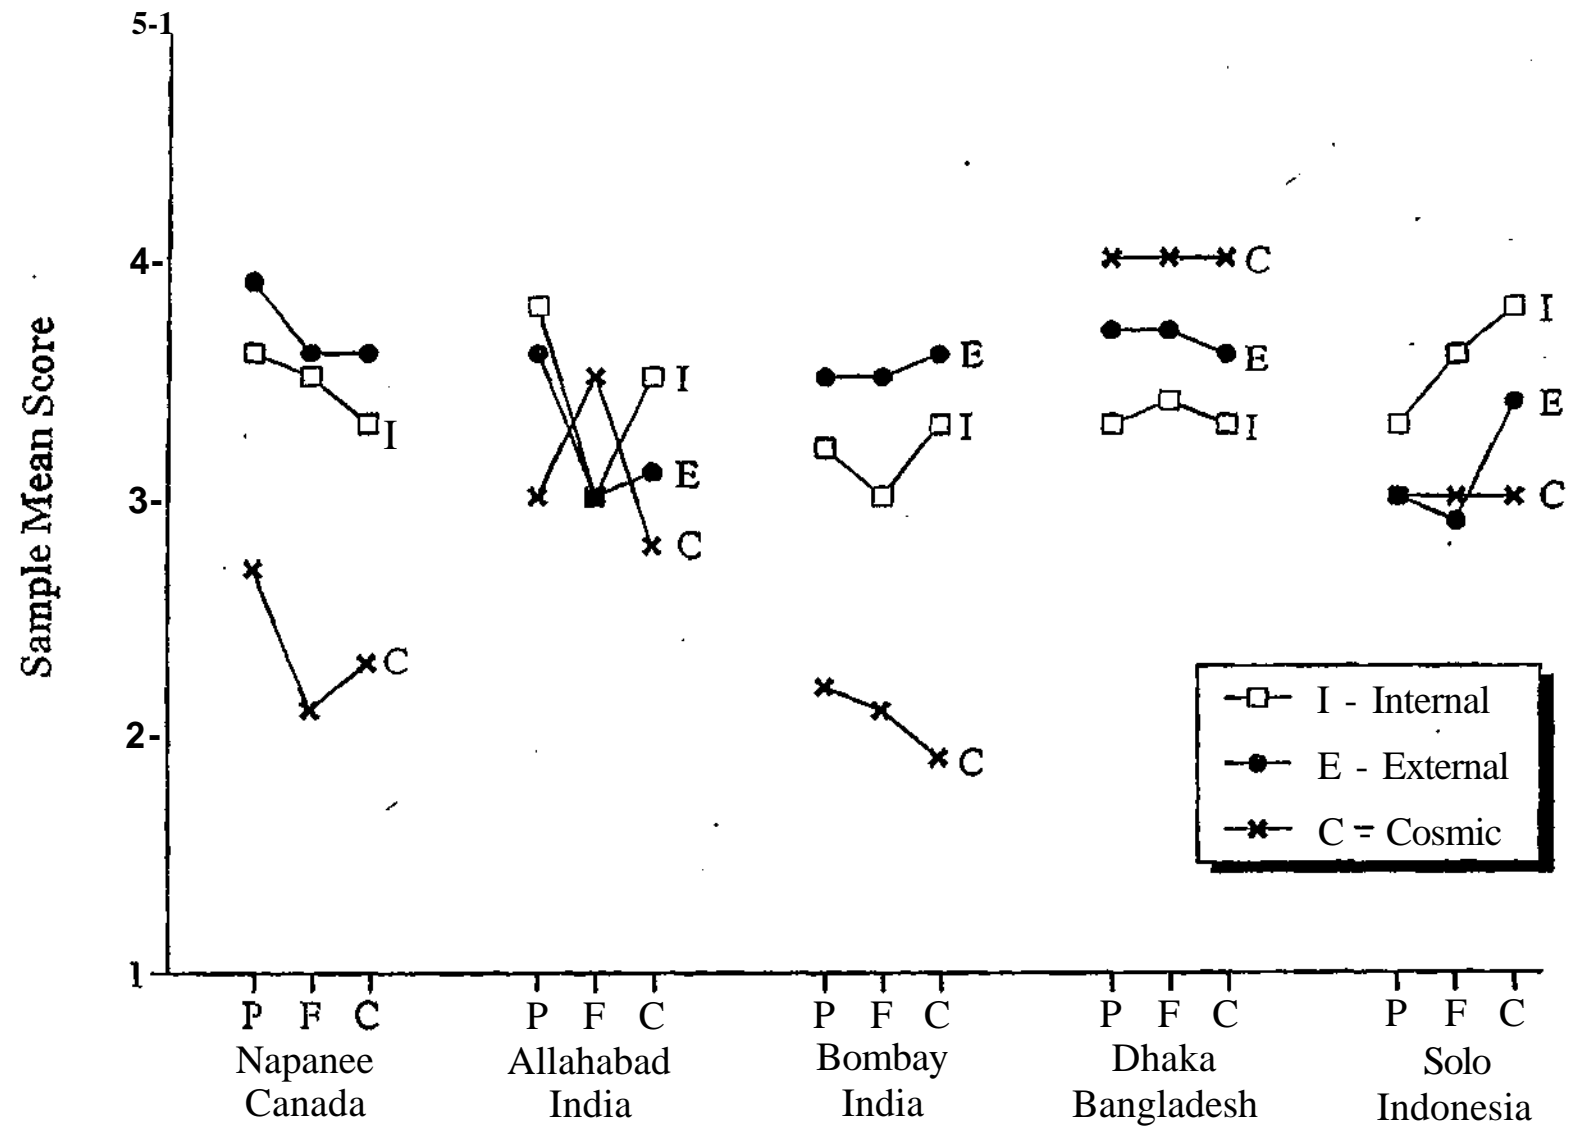 5-1
4-
3-
2-
1
Sample Mean Score
I
C
I
E
C
E
I
C
C
E
I
I
E
C
I - Internal
E - External
C - Cosmic
P F C
P F C
P F C
P F C
P F C
Napanee
Canada
Allahabad
India
Bombay
India
Dhaka
Bangladesh
Solo
Indonesia